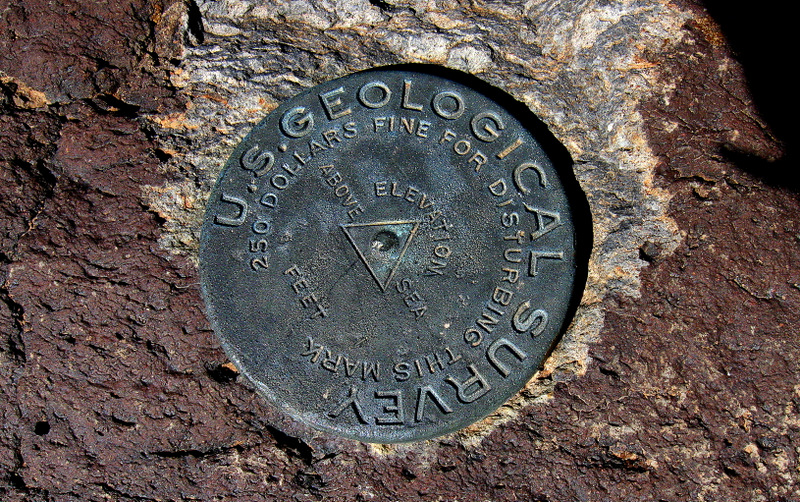 U.S. GEOLOGICAL SURVEY
250 DOLLARS FINE FOR DISTURBING THIS MARK
ELEVATION
ABOVE
SEA
FEET